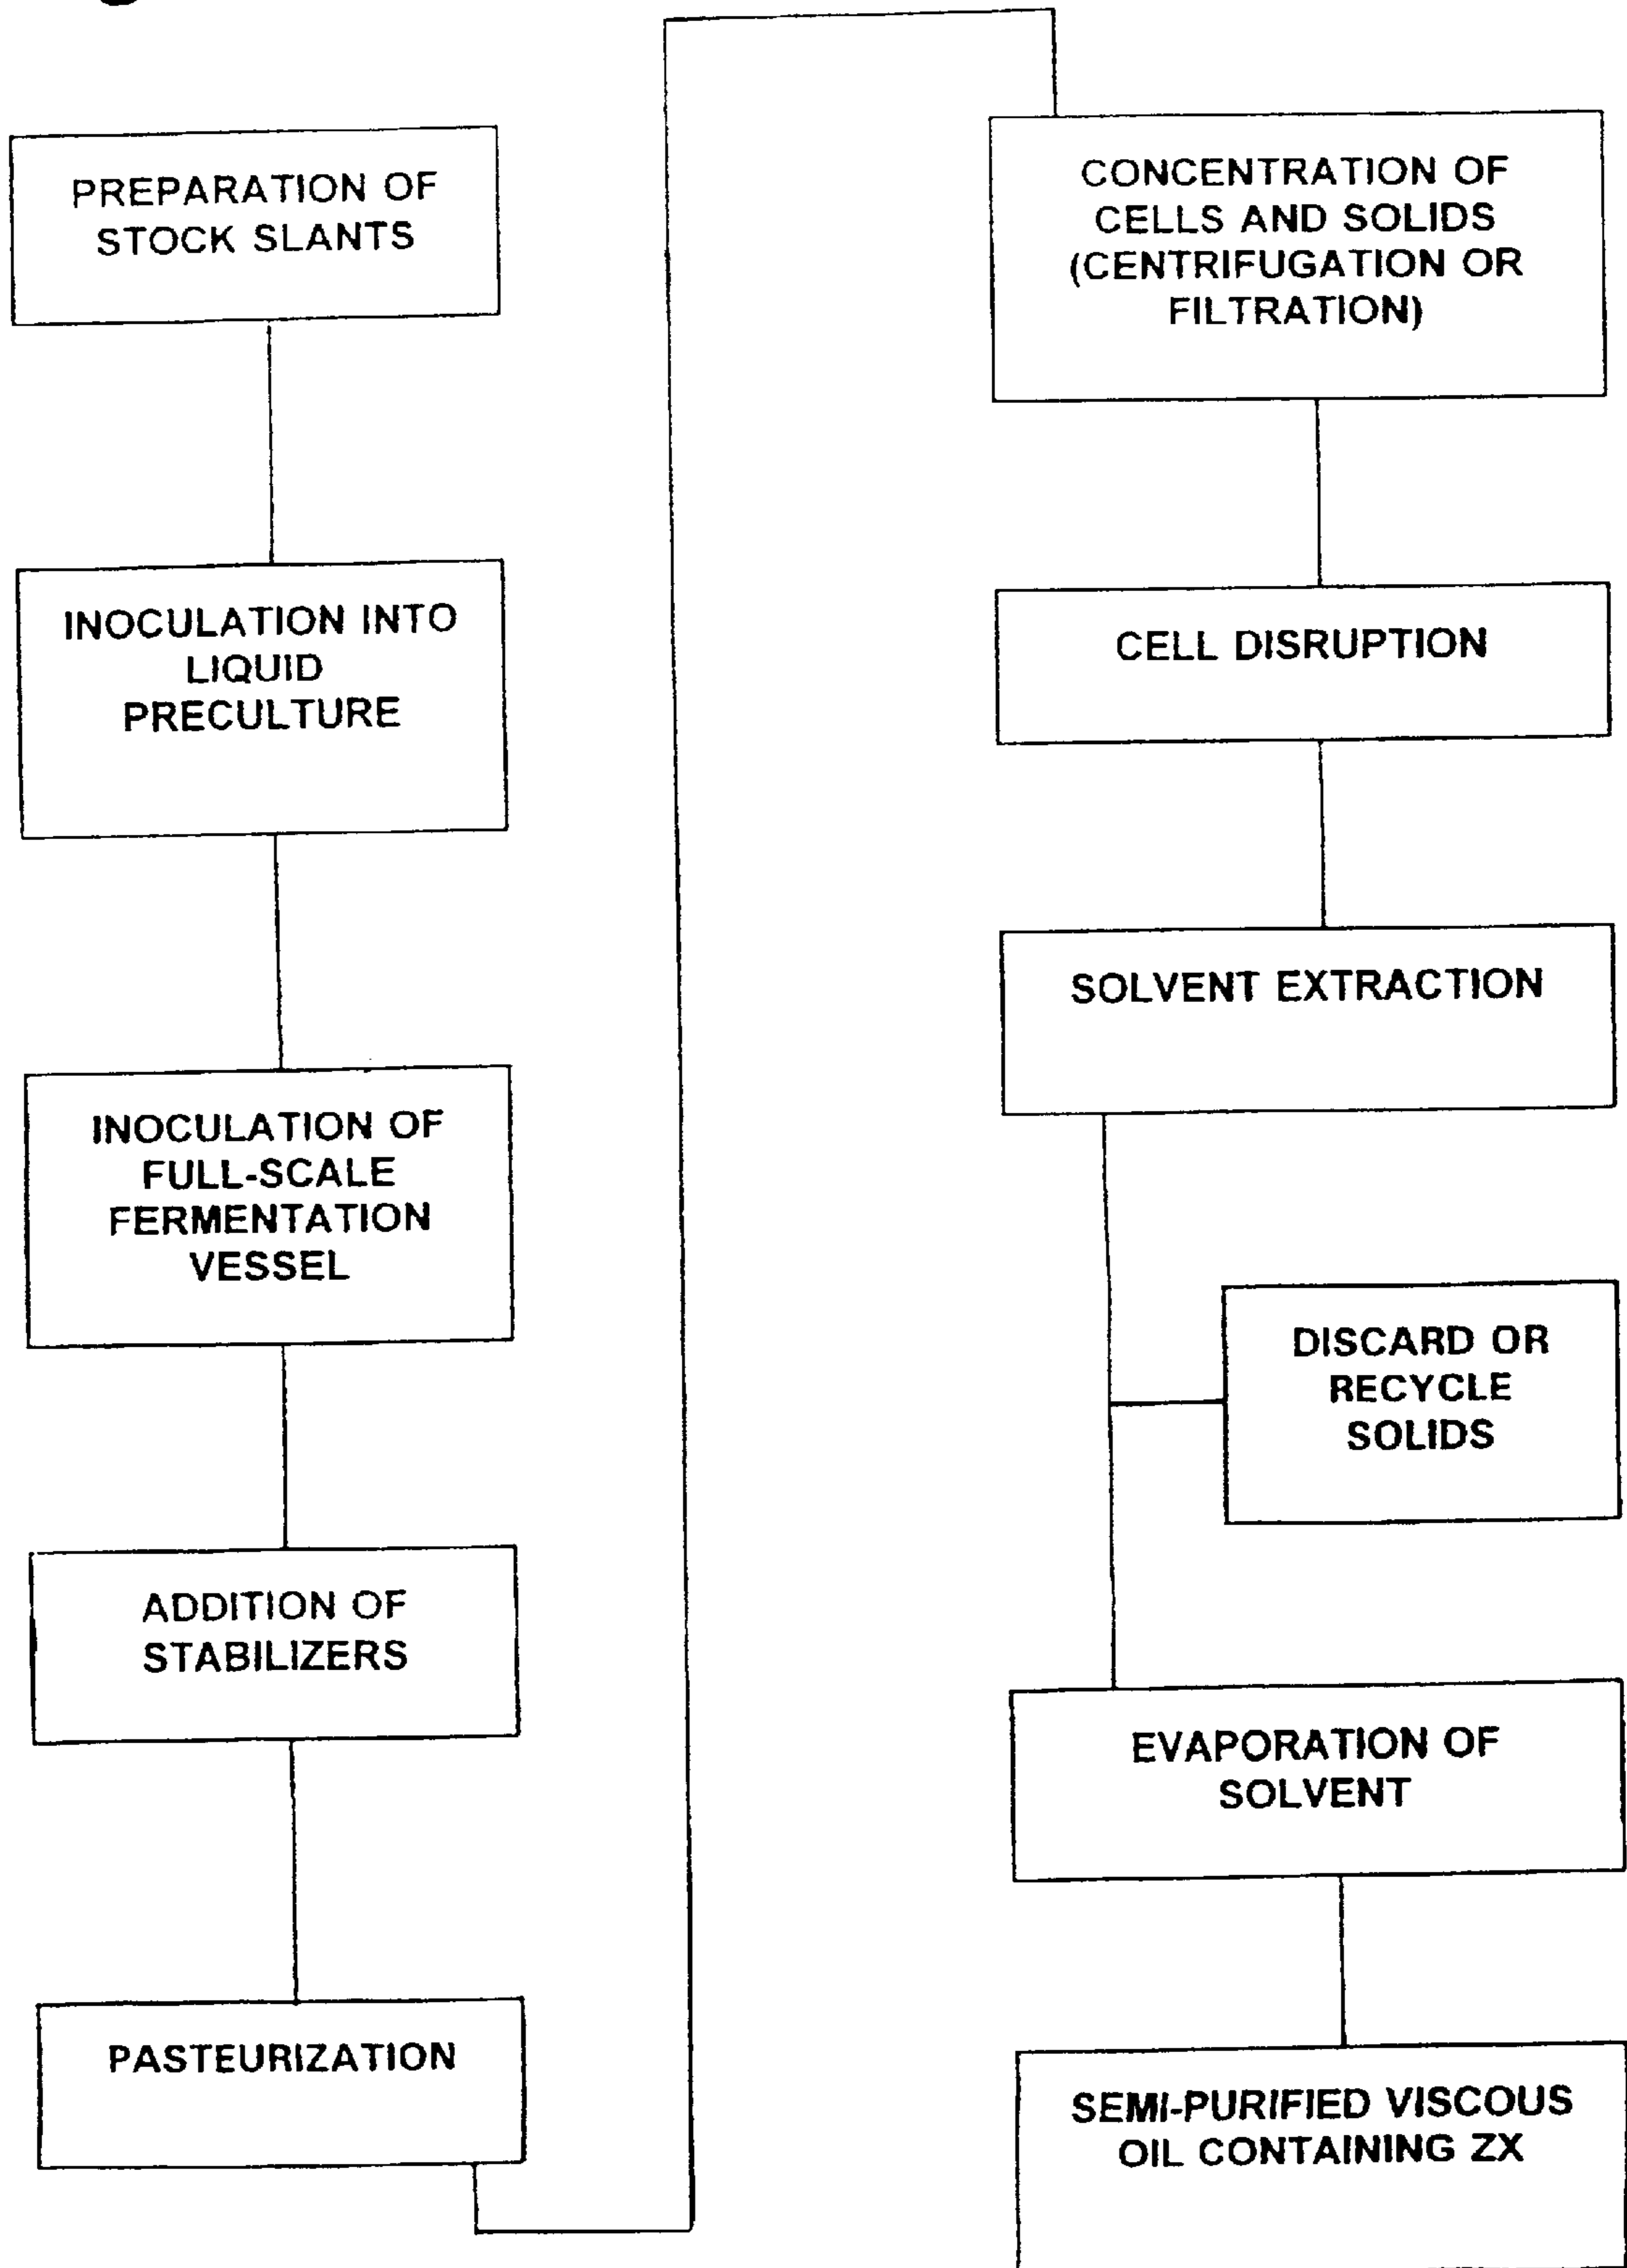 PREPARATION OF
STOCK SLANTS
INOCULATION INTO
LIQUID
PRECULTURE
INOCULATION OF
FULL-SCALE
FERMENTATION
VESSEL
ADDITION OF
STABILIZERS
PASTEURIZATION
CONCENTRATION OF
CELLS AND SOLIDS
(CENTRIFUGATION OR
FILTRATION)
CELL DISRUPTION
SOLVENT EXTRACTION
DISCARD OR
RECYCLE
SOLIDS
EVAPORATION OF
SOLVENT
SEMI-PURIFIED VISCOUS
OIL CONTAINING ZX